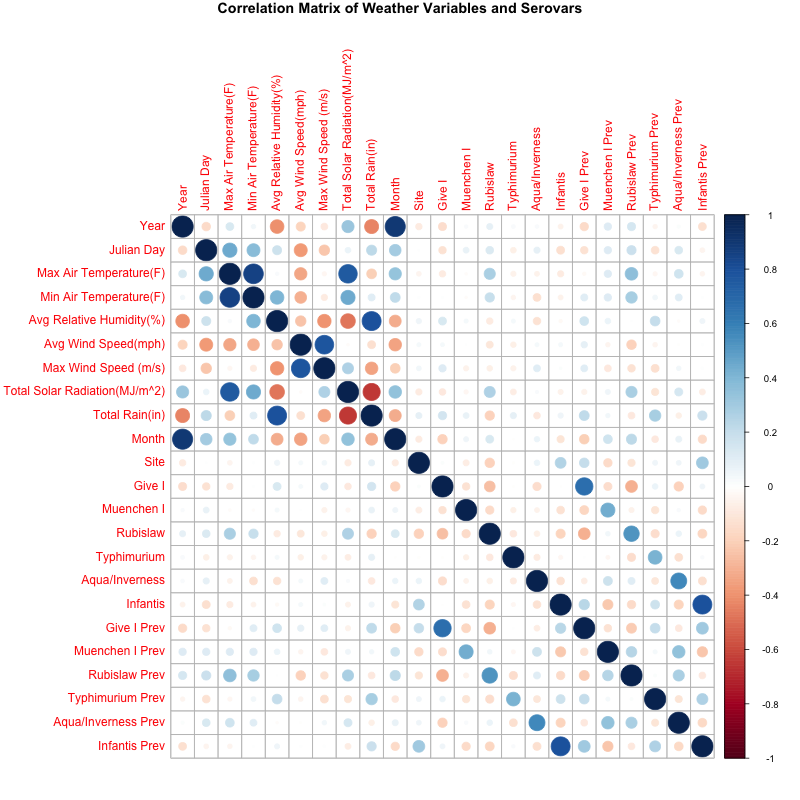 Correlation Matrix of Weather Variables and Serovars
Year
Julian Day
Max Air Temperature(F)
Min Air Temperature(F)
Avg Relative Humidity(%)
Avg Wind Speed(mph)
Max Wind Speed (m/s)
Total Solar Radiation(MJ/m^2)
Total Rain(in)
Month
Site
Give I
Muenchen I
Rubislaw
Typhimurium
Aqua/Inverness
Infantis
Give I Prev
Muenchen I Prev
Rubislaw Prev
Typhimurium Prev
Aqua/Inverness Prev
Infantis Prev
Year
Julian Day
Max Air Temperature(F)
Min Air Temperature(F)
Avg Relative Humidity(%)
Avg Wind Speed(mph)
Max Wind Speed (m/s)
Total Solar Radiation(MJ/m^2)
Total Rain(in)
Month
Site
Give I
Muenchen I
Rubislaw
Typhimurium
Aqua/Inverness
Infantis
Give I Prev
Muenchen I Prev
Rubislaw Prev
Typhimurium Prev
Aqua/Inverness Prev
Infantis Prev
1
0.8
0.6
0.4
0.2
0
-0.2
-0.4
-0.6
-0.8
-1